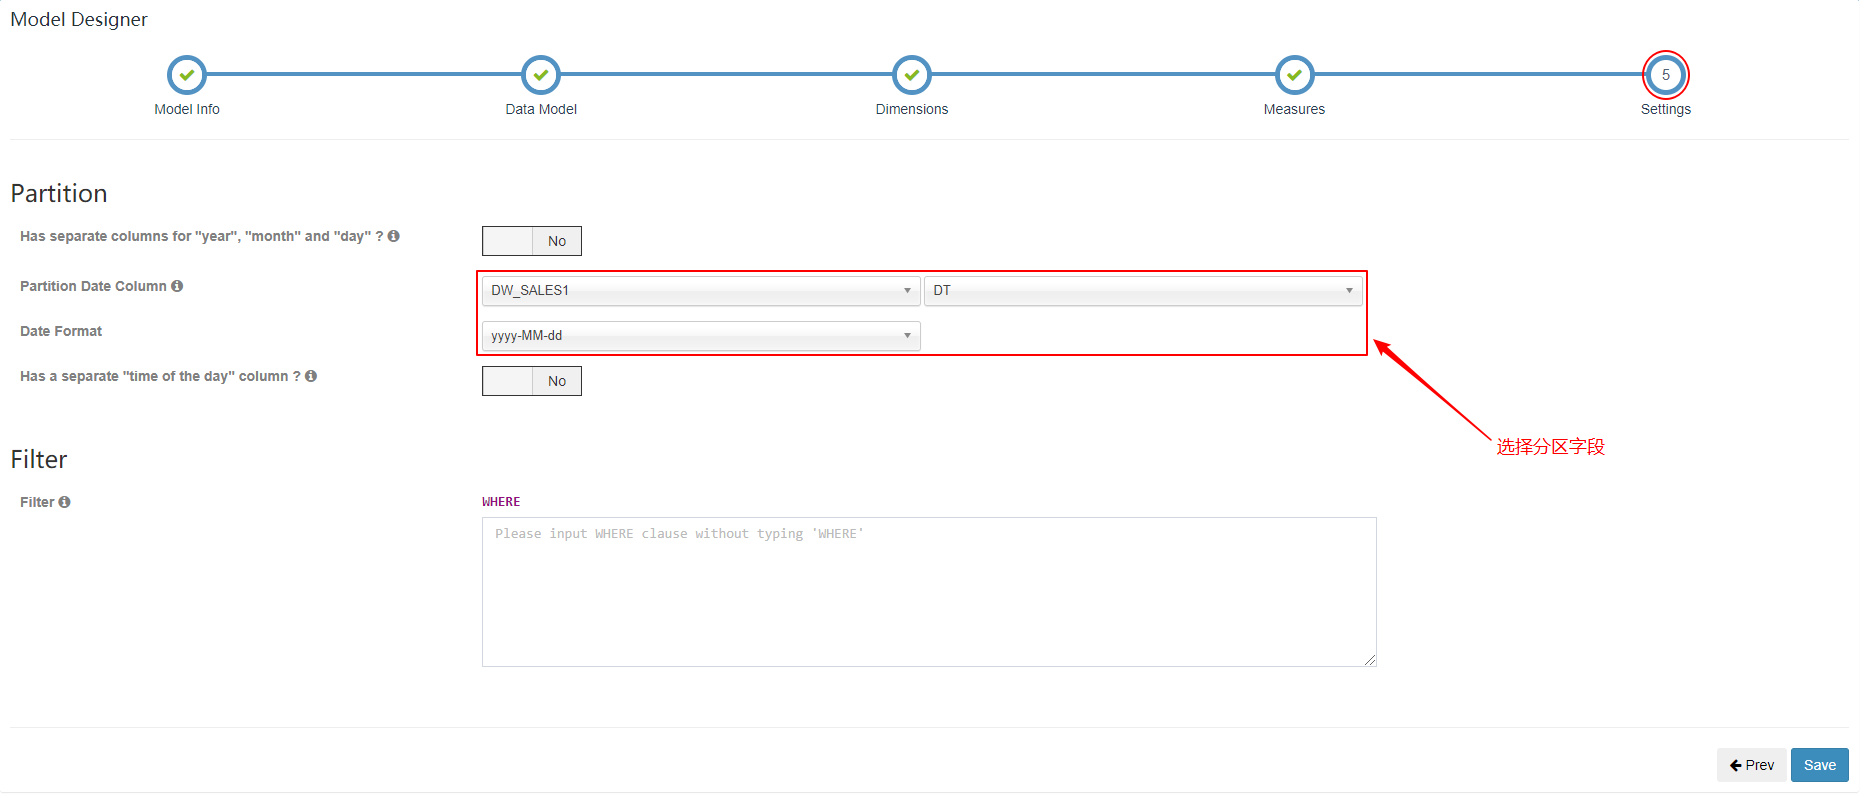 Model Designer
5
Model Info
Data Model
Dimensions
Measures
Settings
Partition
Has separate columns for "year", "month" and "day" ?
No
Partition Date Column
DW_SALES1
DT
Date Format
yyyy-MM-dd
Has a separate "time of the day" column ?
No
选择分区字段
Filter
Filter
WHERE
Please input WHERE clause without typing 'WHERE'
Prev
Save